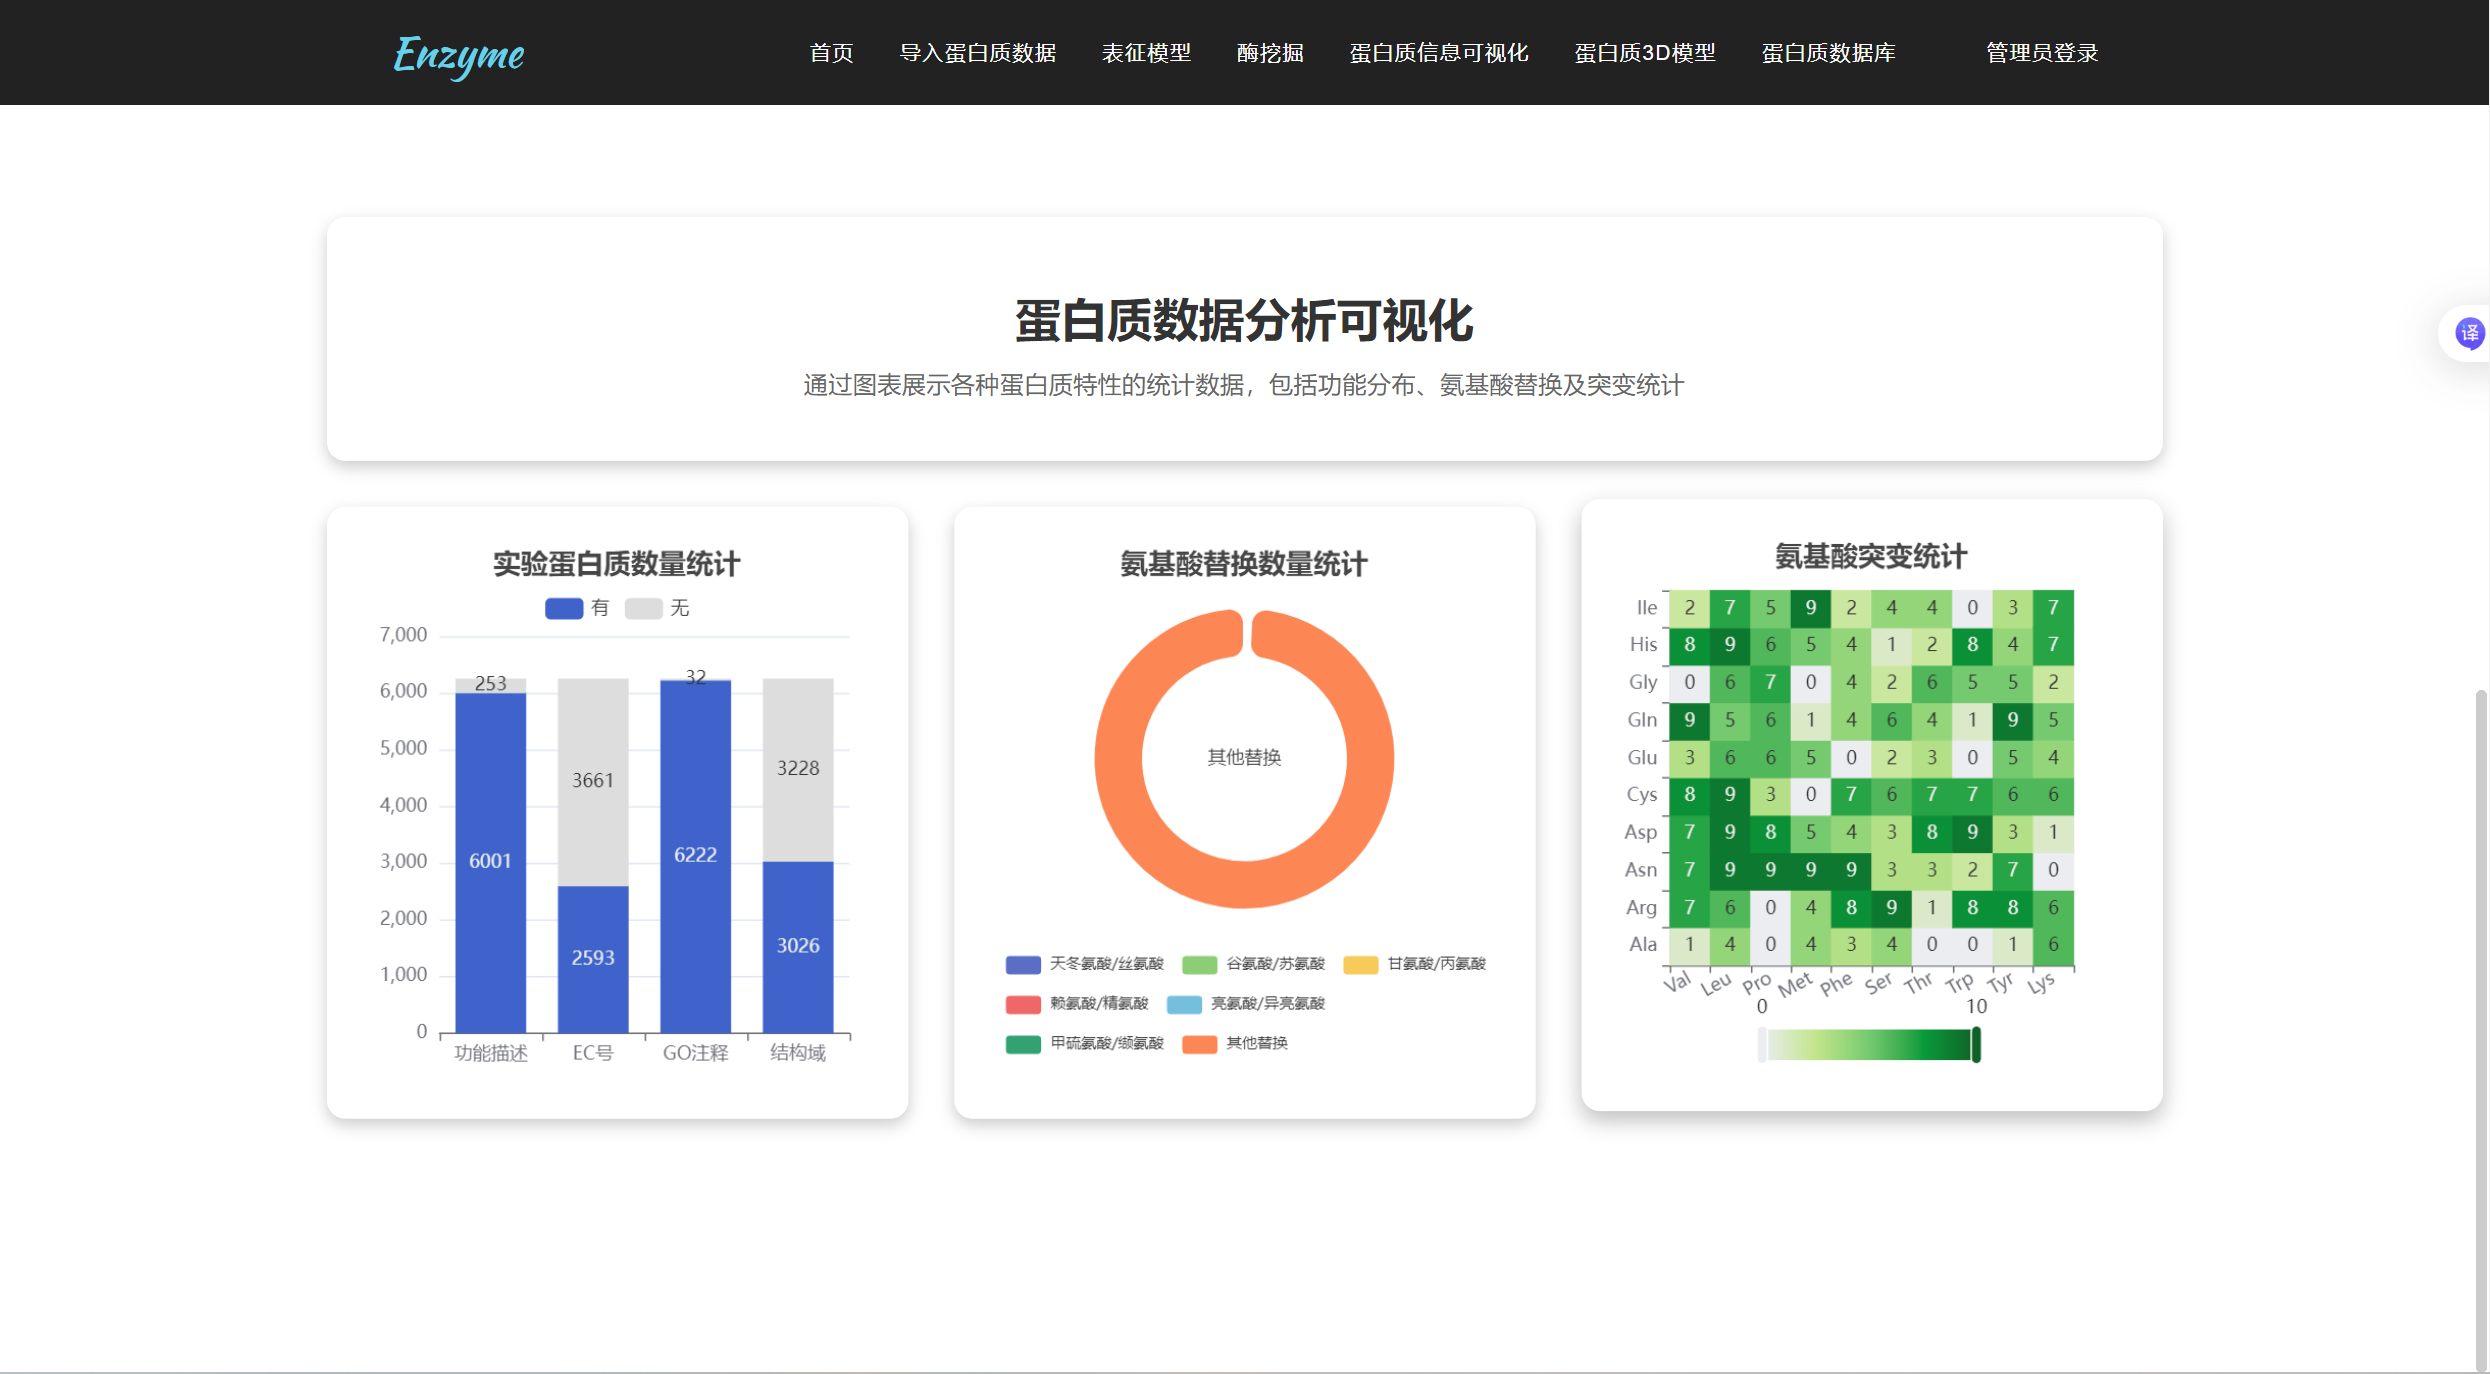 Enzyme
首页 导入蛋白质数据 表征模型 酶挖掘 蛋白质信息可视化 蛋白质3D模型 蛋白质数据库 管理员登录
蛋白质数据分析可视化
通过图表展示各种蛋白质特性的统计数据，包括功能分布、氨基酸替换及突变统计
译
实验蛋白质数量统计
有 无
7,000
6,000
5,000
4,000
3,000
2,000
1,000
0
253 3661 32 3228
6001 2593 6222 3026
功能描述 EC号 GO注释 结构域
氨基酸替换数量统计
其他替换
天冬氨酸/丝氨酸 谷氨酸/苏氨酸 甘氨酸/丙氨酸
赖氨酸/精氨酸 亮氨酸/异亮氨酸
甲硫氨酸/缬氨酸 其他替换
氨基酸突变统计
Ile 2 7 5 9 2 4 4 0 3 7
His 8 9 6 5 4 1 2 8 4 7
Gly 0 6 7 0 4 2 6 5 5 2
Gln 9 5 6 1 4 6 4 1 9 5
Glu 3 6 6 5 0 2 3 0 5 4
Cys 8 9 3 0 7 6 7 7 6 6
Asp 7 9 8 5 4 3 8 9 3 1
Asn 7 9 9 9 9 3 3 2 7 0
Arg 7 6 0 4 8 9 1 8 8 6
Ala 1 4 0 4 3 4 0 0 1 6
Val Leu Pro Met Phe Ser Thr Trp Tyr Lys
0 10